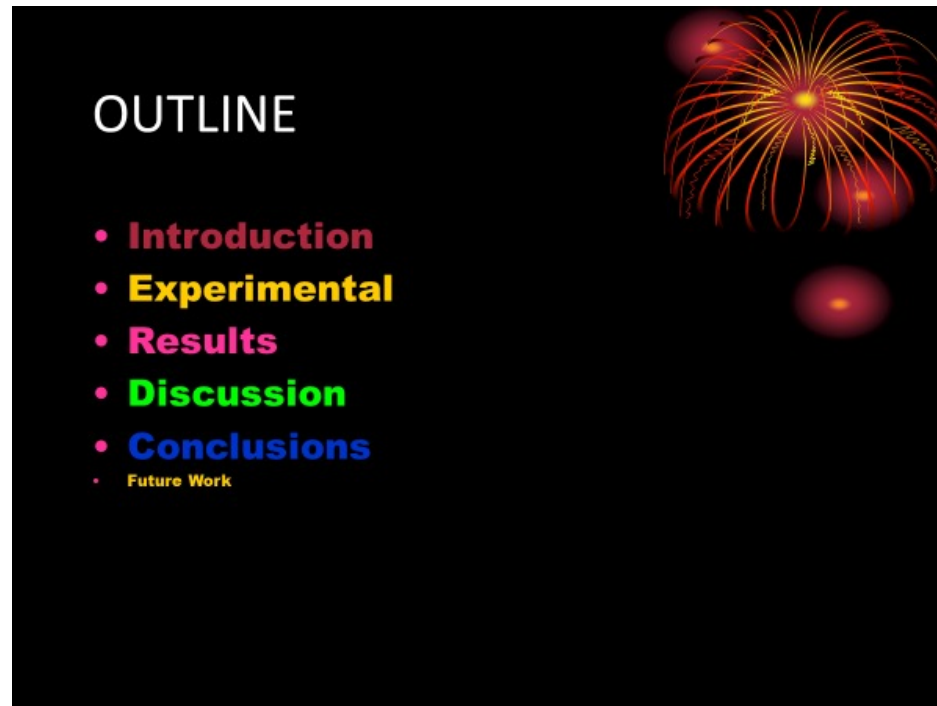 OUTLINE
• Introduction
• Experimental
• Results
• Discussion
• Conclusions
• Future Work